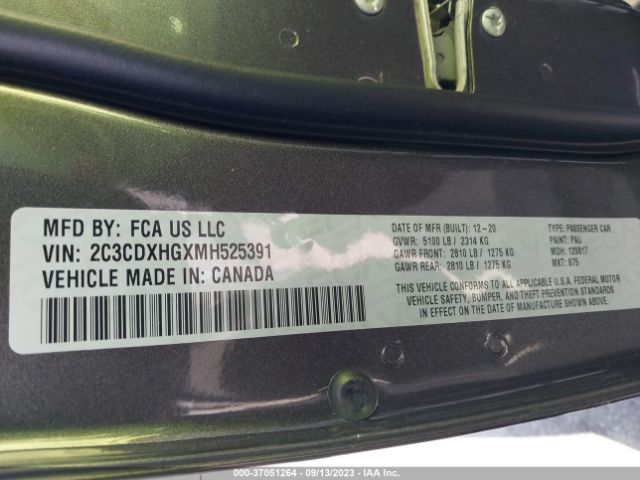 MFD BY: FCA US LLC
VIN: 2C3CDXHGXMH525391
VEHICLE MADE IN: CANADA
DATE OF MFR (BUILT): 12-20
GVWR: 5100 LB / 2314 KG
GAWR FRONT: 2810 LB / 1275 KG
GAWR REAR: 2810 LB / 1275 KG
TYPE: PASSENGER CAR
PAINT: PAU
MDH: 120817
MKT: 875
THIS VEHICLE CONFORMS TO ALL APPLICABLE U.S.A. FEDERAL MOTOR
VEHICLE SAFETY, BUMPER, AND THEFT PREVENTION STANDARDS
IN EFFECT ON THE DATE OF MANUFACTURE SHOWN ABOVE.
000-37051264 - 09/13/2023 - IAA Inc.